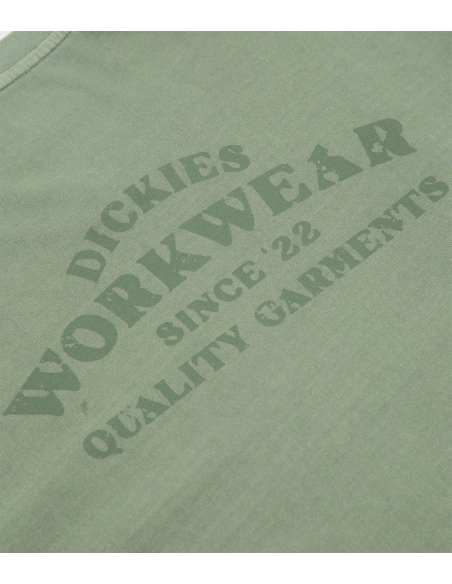 DICKIES
WORKWEAR
SINCE '22
QUALITY GARMENTS